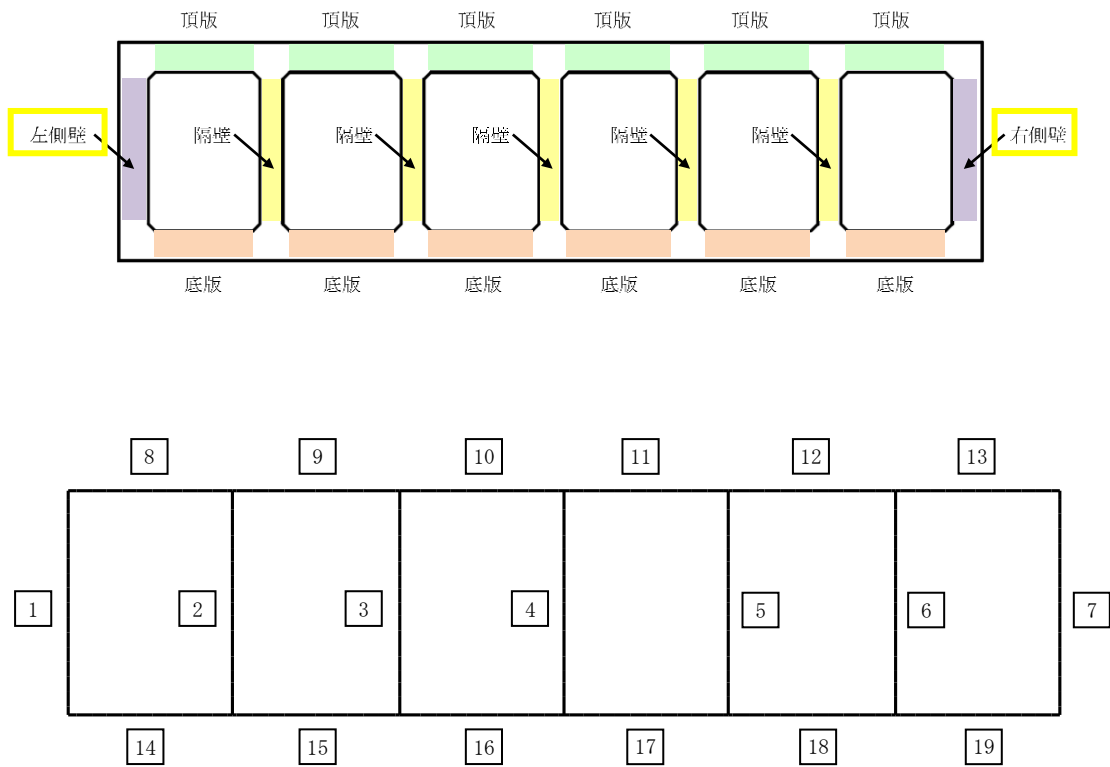 頂版 頂版 頂版 頂版 頂版 頂版
左側壁 隔壁 隔壁 隔壁 隔壁 隔壁 右側壁
底版 底版 底版 底版 底版 底版
8 9 10 11 12 13
1 2 3 4 5 6 7
14 15 16 17 18 19